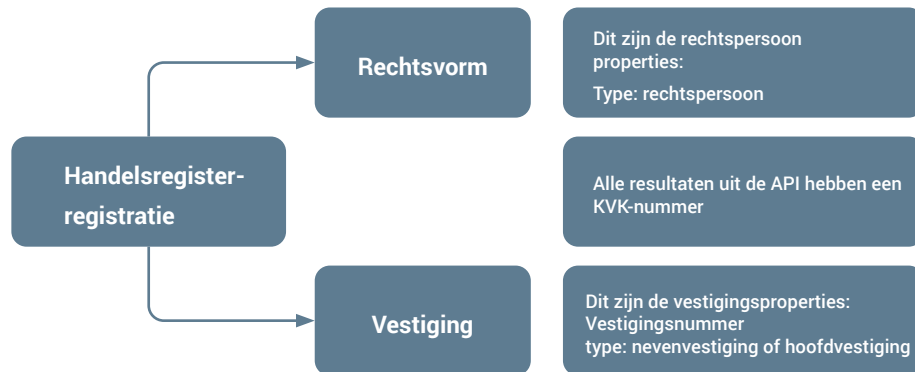 Rechtsvorm
Dit zijn de rechtspersoon
properties:
Type: rechtspersoon
Handelsregister-
registratie
Alle resultaten uit de API hebben een
KVK-nummer
Vestiging
Dit zijn de vestigingsproperties:
Vestigingsnummer
type: nevenvestiging of hoofdvestiging